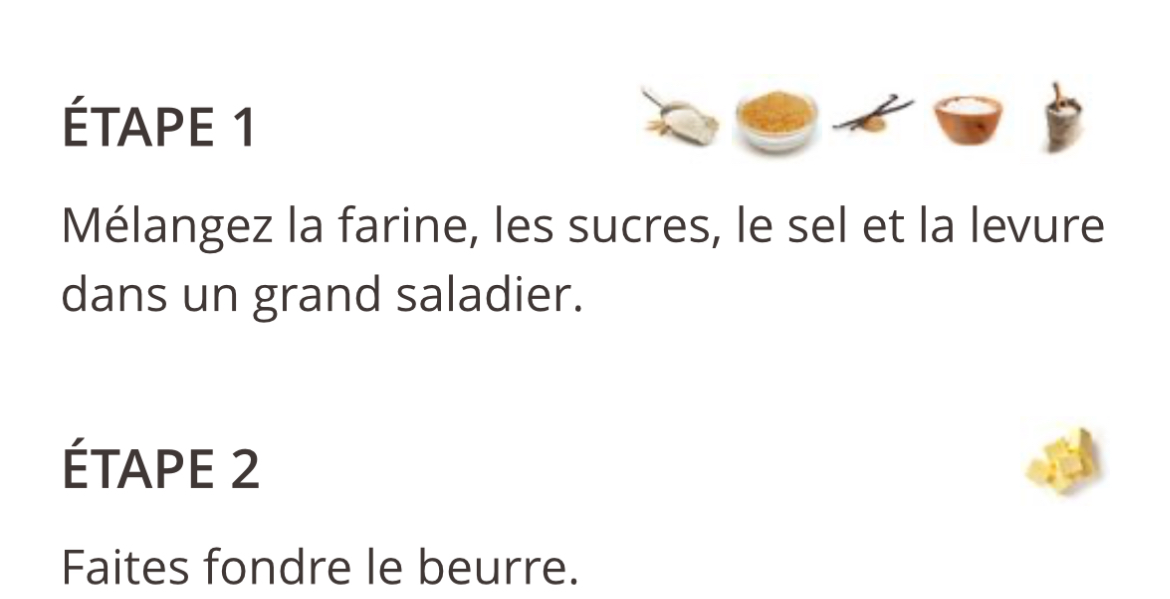 ÉTAPE 1
Mélangez la farine, les sucres, le sel et la levure
dans un grand saladier.
ÉTAPE 2
Faites fondre le beurre.